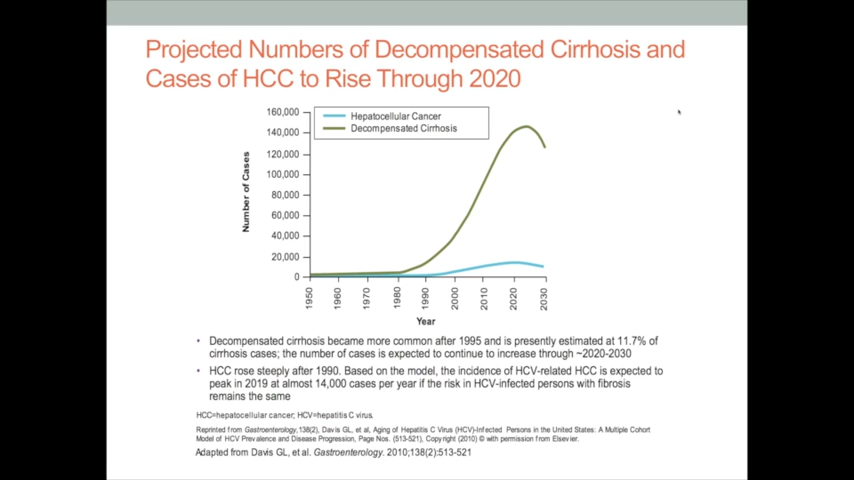 Projected Numbers of Decompensated Cirrhosis and
Cases of HCC to Rise Through 2020
160,000
140,000
120,000
100,000
80,000
60,000
40,000
20,000
0
Number of Cases
Hepatocellular Cancer
Decompensated Cirrhosis
1950
1960
1970
1980
1990
2000
2010
2020
2030
Year
• Decompensated cirrhosis became more common after 1995 and is presently estimated at 11.7% of
cirrhosis cases; the number of cases is expected to continue to increase through ~2020-2030
• HCC rose steeply after 1990. Based on the model, the incidence of HCV-related HCC is expected to
peak in 2019 at almost 14,000 cases per year if the risk in HCV-infected persons with fibrosis
remains the same
HCC=hepatocellular cancer; HCV=hepatitis C virus.
Reprinted from Gastroenterology,138(2), Davis GL, et al, Aging of Hepatitis C Virus (HCV)-Infected Persons in the United States: A Multiple Cohort
Model of HCV Prevalence and Disease Progression, Page Nos. (513-521), Copyright (2010) © with permission from Elsevier.
Adapted from Davis GL, et al. Gastroenterology. 2010;138(2):513-521